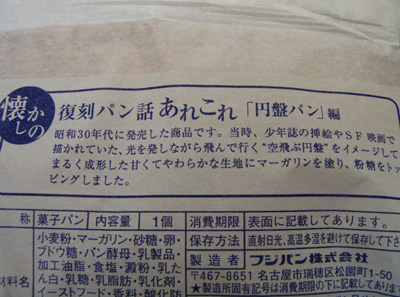 懐かしの
復刻パン話 あれこれ 「円盤パン」編
昭和30年代に発売した商品です。当時、少年誌の挿絵やSF映画で
描かれていた、光を発しながら飛んで行く“空飛ぶ円盤”をイメージして
まるく成形した甘くてやわらかな生地にマーガリンを塗り、粉糖をトッ
ピングしました。
称 菓子パン 内容量 1個 消費期限 表面に記載してあります。
小麦粉・マーガリン・砂糖・卵・
ブドウ糖・パン酵母・乳製品・
加工油脂・食塩・澱粉・乳た
ん白・乳糖・乳脂肪・乳化剤・
イーストフード・香料・酸化防
材料名
保存方法 直射日光、高温多湿を避けて保存して下さ
製造者 フジパン株式会社
〒467-8651 名古屋市瑞穂区松園町1-50
★製造所固有記号は消費期限の下に記載してあります